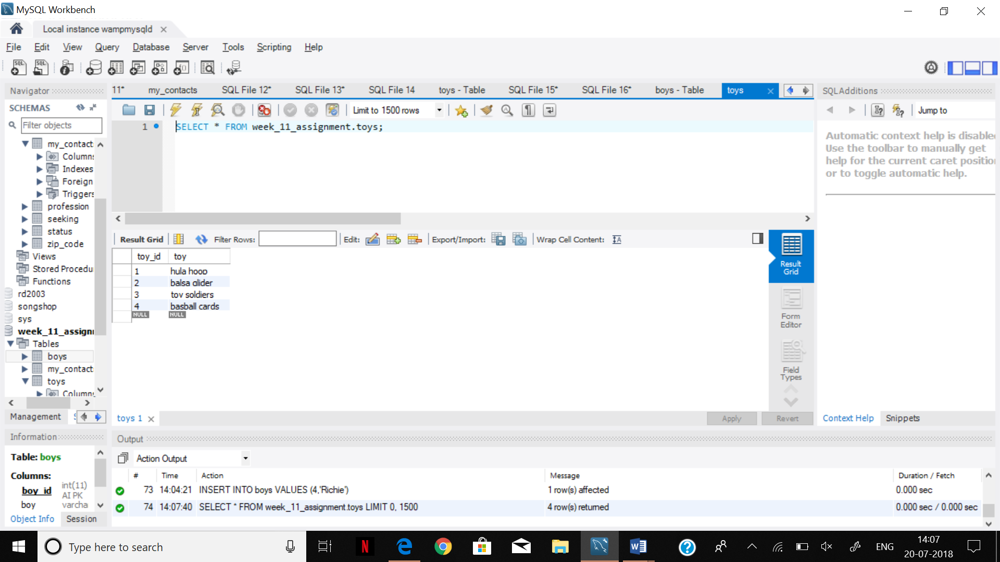 MySQL Workbench
Local instance wampmysqld
File Edit View Query Database Server Tools Scripting Help
Navigator
SCHEMAS
Filter objects
my_contact
Column
Indexes
Foreign
Triggers
profession
seeking
status
zip_code
Views
Stored Procedu
Functions
rd2003
songshop
sys
week_11_assign
Tables
boys
my_contact
toys
Column
Management
Information
Table: boys
Columns:
boy_id int(11) AI PK
boy varcha
Object Info Session
11* my_contacts SQL File 12* SQL File 13* SQL File 14 toys - Table SQL File 15* SQL File 16* boys - Table toys
Limit to 1500 rows
1 SELECT * FROM week_11_assignment.toys;
Result Grid Filter Rows: Edit: Export/Import: Wrap Cell Content:
toy_id toy
1 hula hoop
2 balsa glider
3 toy soldiers
4 basball cards
NULL NULL
Result Grid
Form Editor
Field Types
toys 1
Apply Revert
SQLAdditions
Jump to
Automatic context help is disable
Use the toolbar to manually get
help for the current caret positio
or to toggle automatic help.
Context Help Snippets
Output
Action Output
# Time Action Message Duration / Fetch
73 14:04:21 INSERT INTO boys VALUES (4,'Richie') 1 row(s) affected 0.000 sec
74 14:07:40 SELECT * FROM week_11_assignment.toys LIMIT 0, 1500 4 row(s) returned 0.000 sec / 0.000 sec
Type here to search
ENG
14:07
20-07-2018